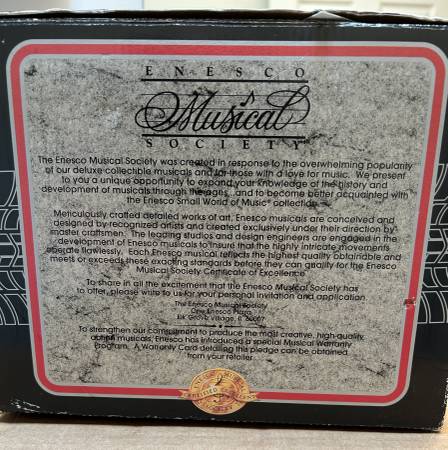 ENESCO
Musical
SOCIETY
The Enesco Musical Society was created in response to the overwhelming popularity
of our deluxe collectible musicals and for those with a love for music. We present
to you a unique opportunity to expand your knowledge of the history and
development of musicals through the ages...and to become better acquainted with
the Enesco Small World of Music® collection.
Meticulously crafted detailed works of art, Enesco musicals are conceived and
designed by recognized artists and created exclusively under their direction by
master craftsmen. The leading studios and design engineers are engaged in the
development of Enesco musicals to insure that the highly intricate movements
operate flawlessly. Each Enesco musical reflects the highest quality obtainable and
meets or exceeds these exacting standards before they can qualify for the Enesco
Musical Society Certificate of Excellence.
To share in all the excitement that the Enesco Musical Society has
to offer, please write to us for your personal invitation and application.
The Enesco Musical Society
One Enesco Plaza
Elk Grove Village, IL 60007
To strengthen our commitment to produce the most creative, high-quality,
action musicals, Enesco has introduced a special Musical Warranty
Program. A Warranty Card detailing this pledge can be obtained
from your retailer.